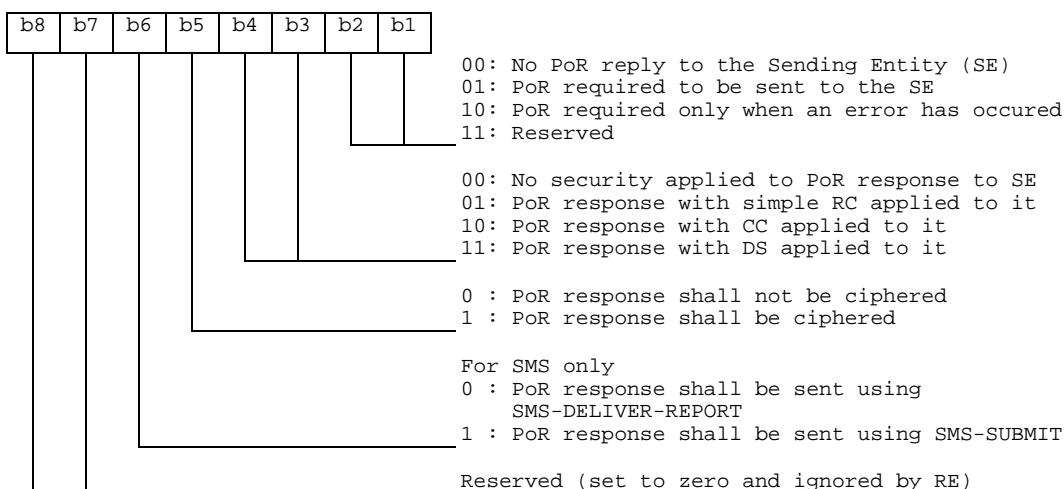 b8 b7 b6 b5 b4 b3 b2 b1
00: No PoR reply to the Sending Entity (SE)
01: PoR required to be sent to the SE
10: PoR required only when an error has occured
11: Reserved
00: No security applied to PoR response to SE
01: PoR response with simple RC applied to it
10: PoR response with CC applied to it
11: PoR response with DS applied to it
0 : PoR response shall not be ciphered
1 : PoR response shall be ciphered
For SMS only
0 : PoR response shall be sent using
SMS-DELIVER-REPORT
1 : PoR response shall be sent using SMS-SUBMIT
Reserved (set to zero and ignored by RE)